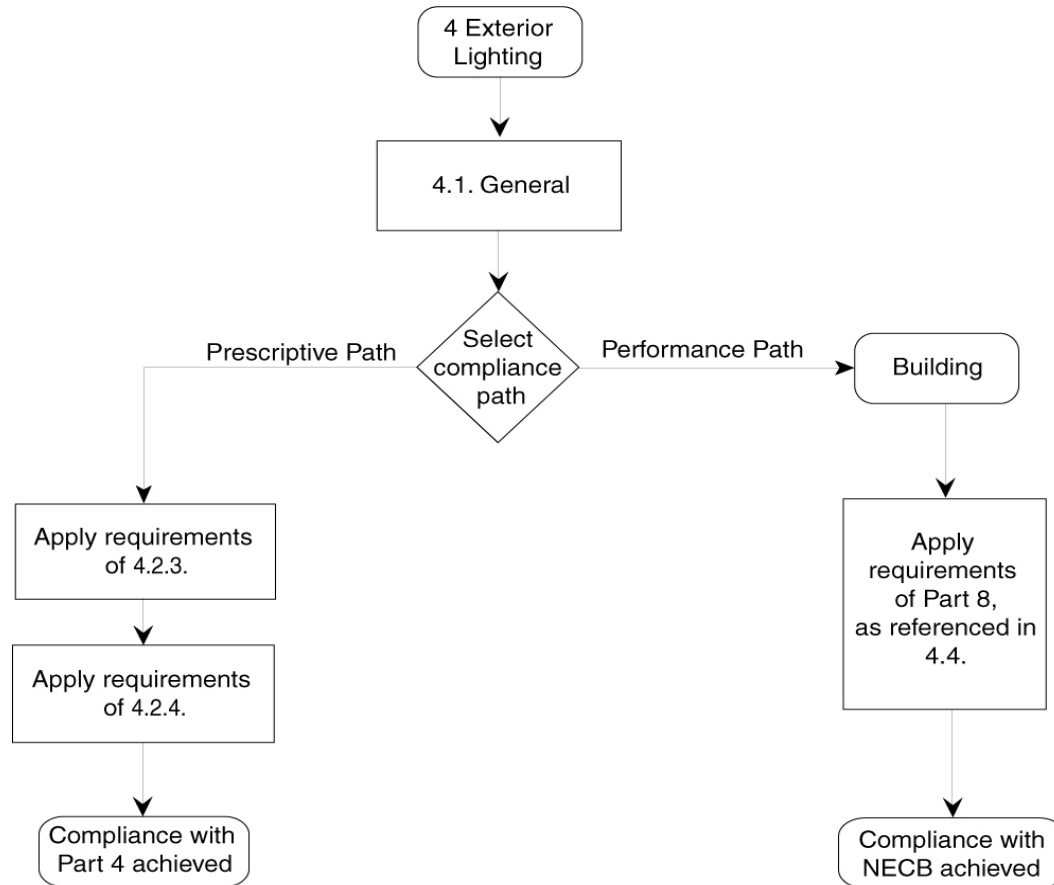 4 Exterior
Lighting
4.1. General
Select
compliance
path
Prescriptive Path
Performance Path
Building
Apply requirements
of 4.2.3.
Apply requirements
of 4.2.4.
Compliance with
Part 4 achieved
Apply
requirements
of Part 8,
as referenced in
4.4.
Compliance with
NECB achieved